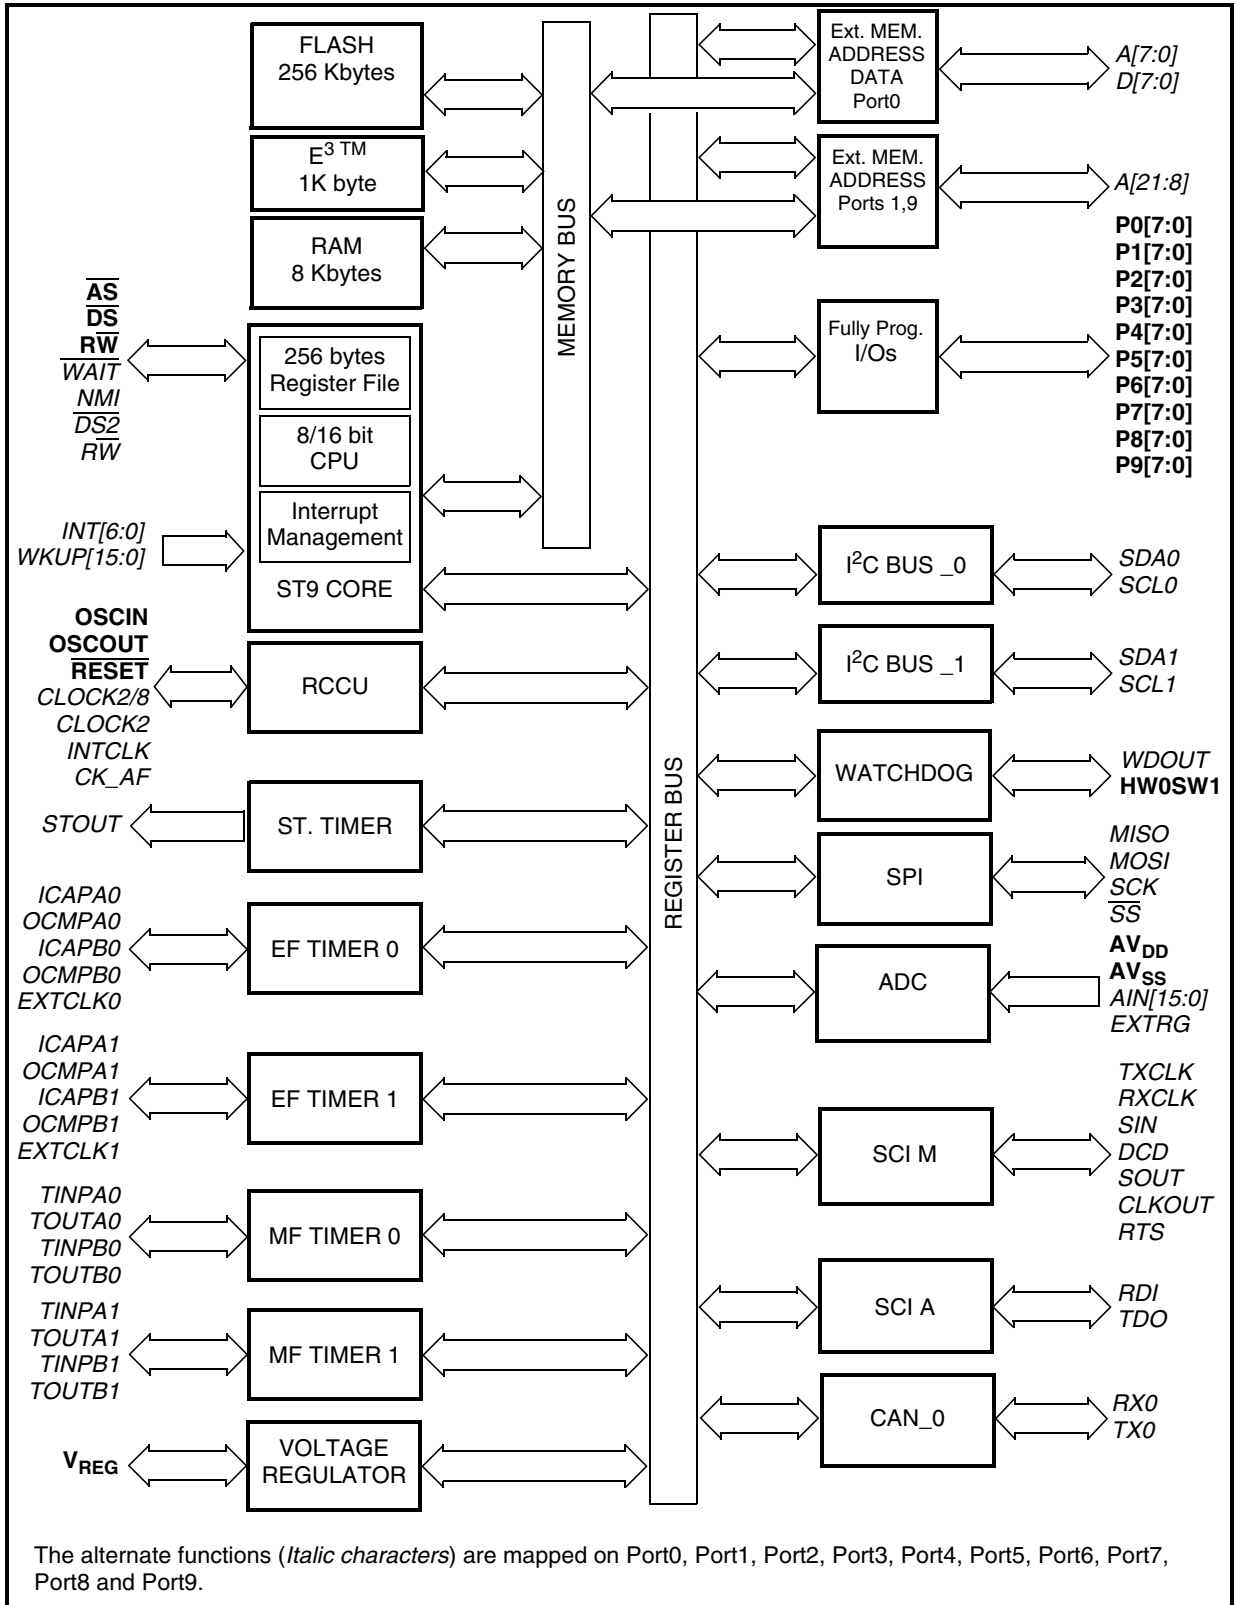 FLASH
256 Kbytes
E3 TM
1K byte
RAM
8 Kbytes
AS
DS
RW
WAIT
NMI
DS2
RW
256 bytes
Register File
8/16 bit
CPU
Interrupt
Management
ST9 CORE
INT[6:0]
WKUP[15:0]
OSCIN
OSCOUT
RESET
CLOCK2/8
CLOCK2
INTCLK
CK_AF
RCCU
STOUT
ST. TIMER
ICAPA0
OCMPA0
ICAPB0
OCMPB0
EXTCLK0
EF TIMER 0
ICAPA1
OCMPA1
ICAPB1
OCMPB1
EXTCLK1
EF TIMER 1
TINPA0
TOUTA0
TINPB0
TOUTB0
MF TIMER 0
TINPA1
TOUTA1
TINPB1
TOUTB1
MF TIMER 1
VREG
VOLTAGE
REGULATOR
MEMORY BUS
REGISTER BUS
Ext. MEM.
ADDRESS
DATA
Port0
A[7:0]
D[7:0]
Ext. MEM.
ADDRESS
Ports 1,9
A[21:8]
Fully Prog.
I/Os
P0[7:0]
P1[7:0]
P2[7:0]
P3[7:0]
P4[7:0]
P5[7:0]
P6[7:0]
P7[7:0]
P8[7:0]
P9[7:0]
I2C BUS _0
SDA0
SCL0
I2C BUS _1
SDA1
SCL1
WATCHDOG
WDOUT
HW0SW1
SPI
MISO
MOSI
SCK
SS
ADC
AVDD
AVSS
AIN[15:0]
EXTRG
SCI M
TXCLK
RXCLK
SIN
DCD
SOUT
CLKOUT
RTS
SCI A
RDI
TDO
CAN_0
RX0
TX0
The alternate functions (Italic characters) are mapped on Port0, Port1, Port2, Port3, Port4, Port5, Port6, Port7,
Port8 and Port9.